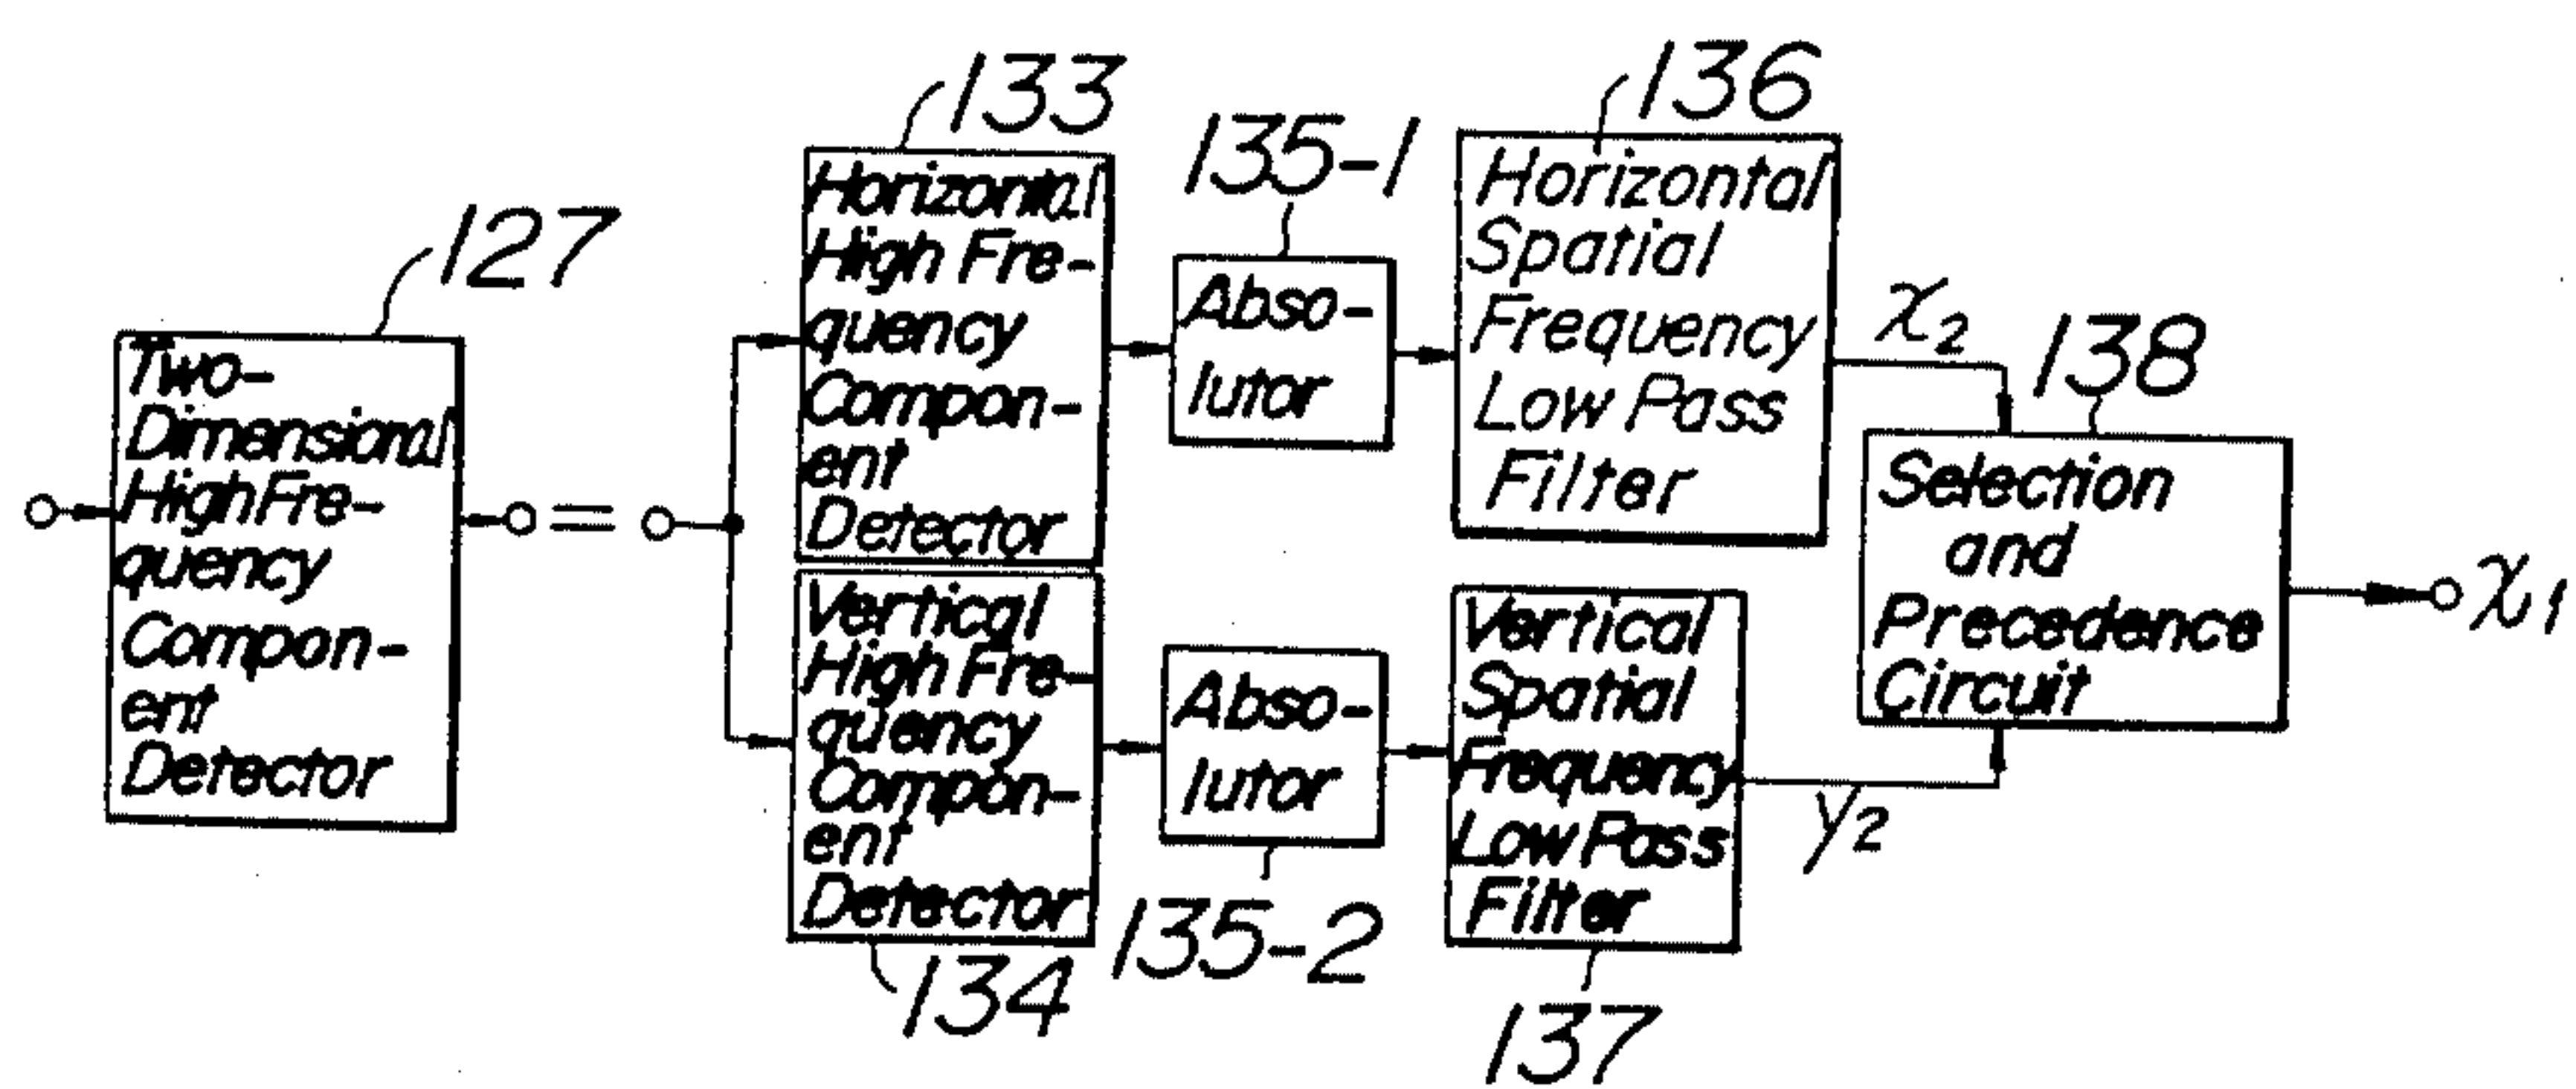 127
Two-
Dimensional
High Fre-
quency
Compon-
ent
Detector
=
133
Horizontal
High Fre-
quency
Compon-
ent
Detector
135-1
Abso-
lutor
136
Horizontal
Spatial
Frequency
Low Pass
Filter
x2
138
Selection
and
Precedence
Circuit
x1
Vertical
High Fre-
quency
Compon-
ent
Detector
134
Abso-
lutor
135-2
Vertical
Spatial
Frequency
Low Pass
Filter
137
y2